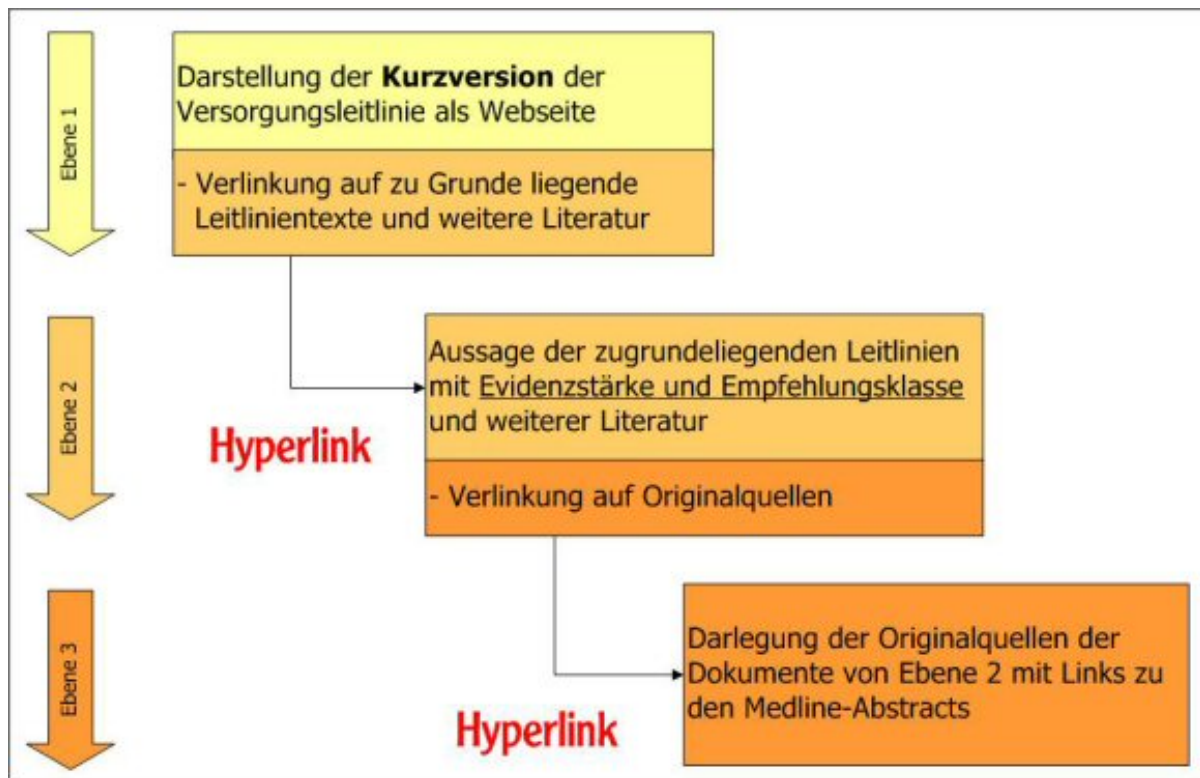 Ebene 1
Darstellung der Kurzversion der
Versorgungsleitlinie als Webseite
- Verlinkung auf zu Grunde liegende
Leitlinientexte und weitere Literatur
Ebene 2
Aussage der zugrundeliegenden Leitlinien
mit Evidenzstärke und Empfehlungsklasse
und weiterer Literatur
Hyperlink
- Verlinkung auf Originalquellen
Ebene 3
Darlegung der Originalquellen der
Dokumente von Ebene 2 mit Links zu
den Medline-Abstracts
Hyperlink